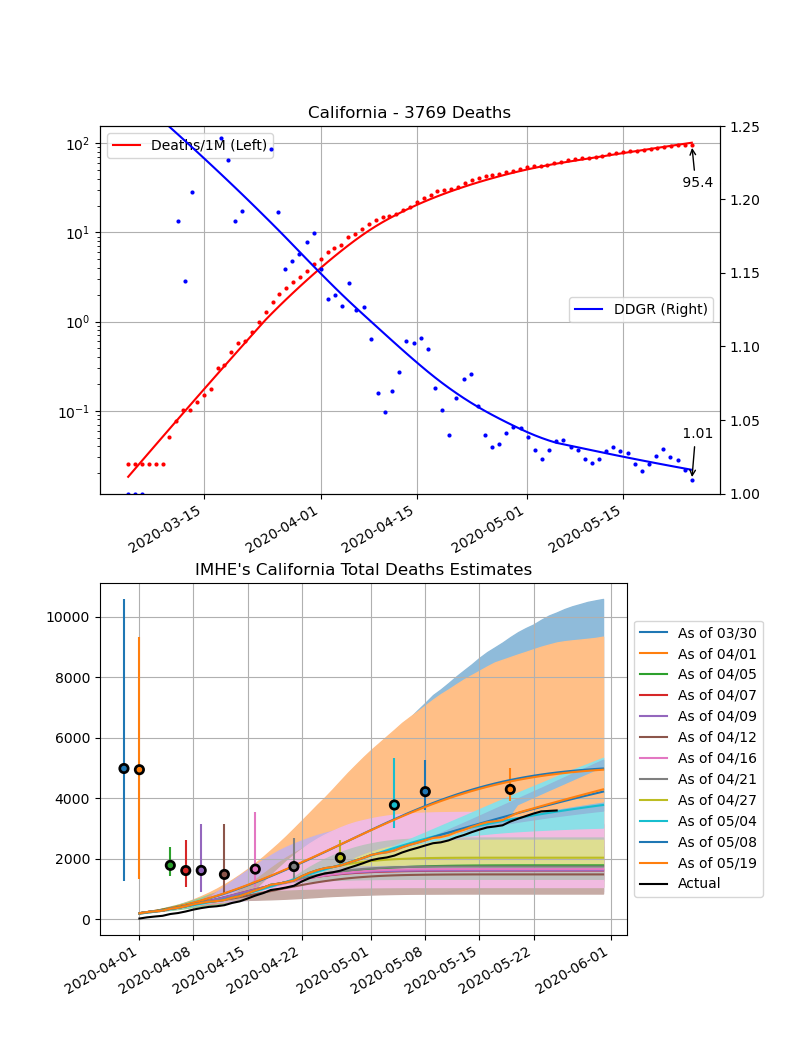 California - 3769 Deaths
Deaths/1M (Left)
DDGR (Right)
95.4
1.01
10²
10¹
10⁰
10⁻¹
1.25
1.20
1.15
1.10
1.05
1.00
2020-03-15
2020-04-01
2020-04-15
2020-05-01
2020-05-15
IMHE's California Total Deaths Estimates
10000
8000
6000
4000
2000
0
2020-04-01
2020-04-08
2020-04-15
2020-04-22
2020-05-01
2020-05-08
2020-05-15
2020-05-22
2020-06-01
As of 03/30
As of 04/01
As of 04/05
As of 04/07
As of 04/09
As of 04/12
As of 04/16
As of 04/21
As of 04/27
As of 05/04
As of 05/08
As of 05/19
Actual